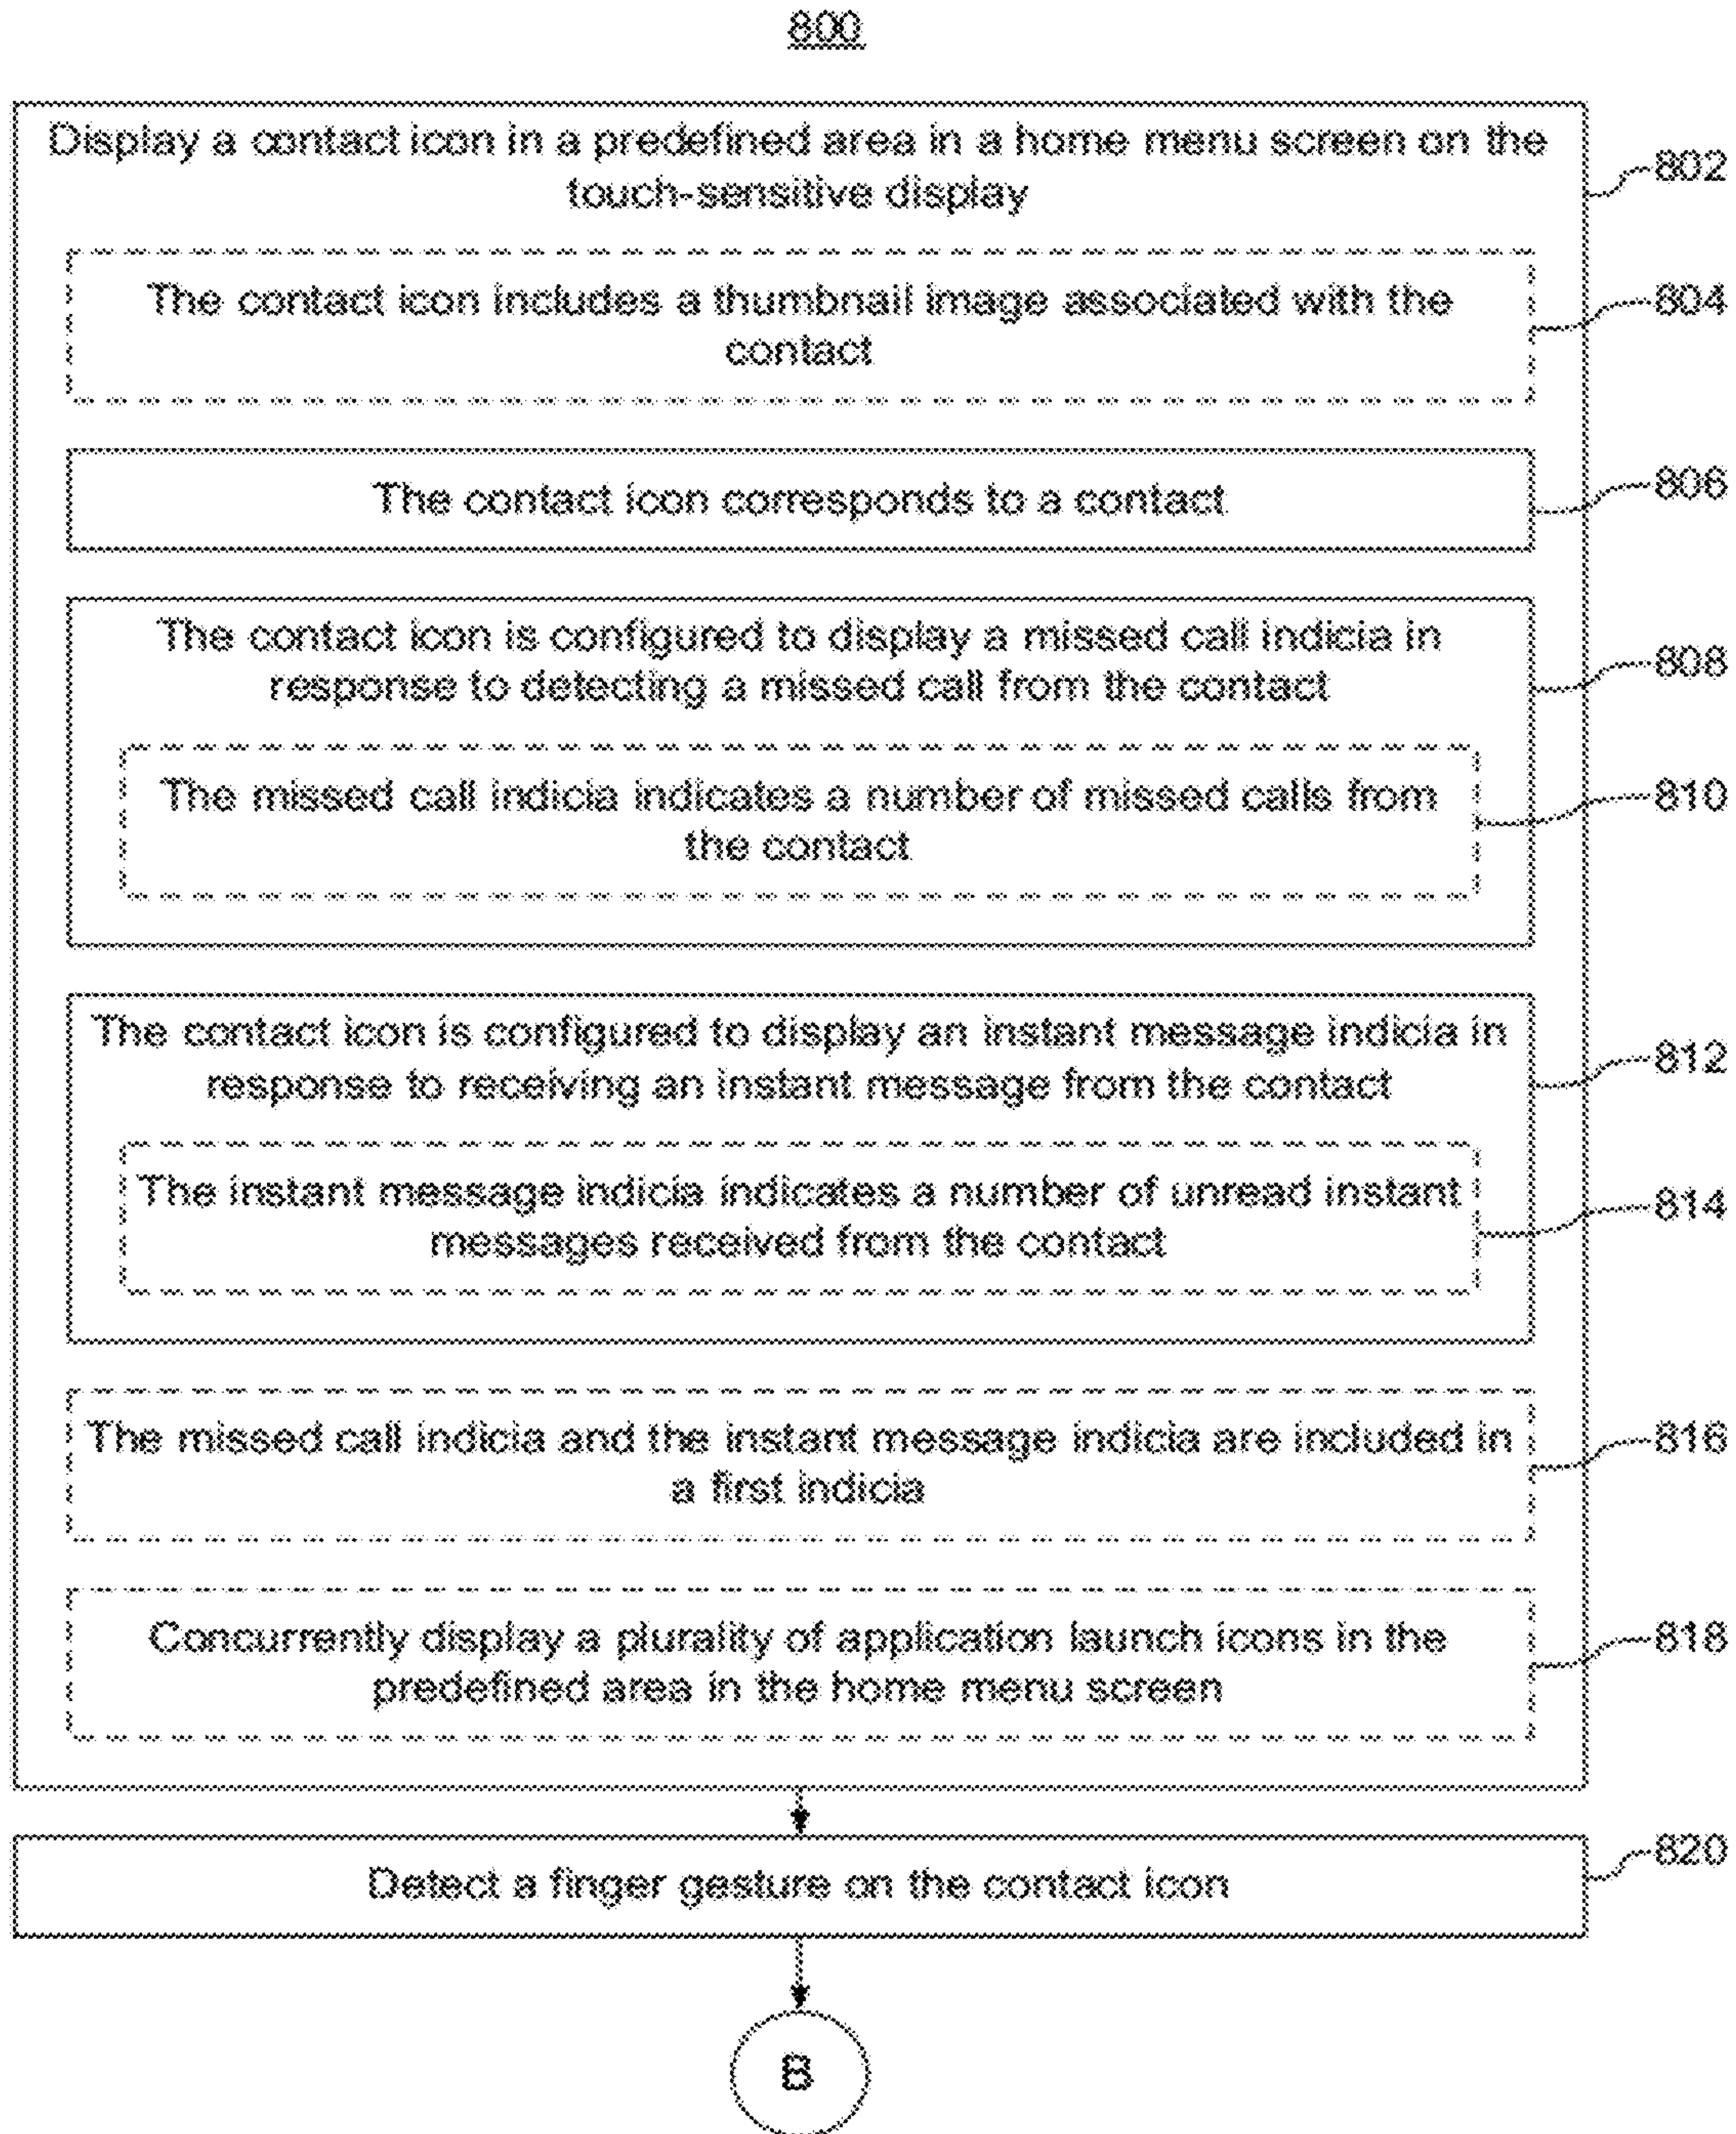 800
Display a contact icon in a predefined area in a home menu screen on the
touch-sensitive display
802
The contact icon includes a thumbnail image associated with the
contact
804
The contact icon corresponds to a contact
806
The contact icon is configured to display a missed call indicia in
response to detecting a missed call from the contact
808
The missed call indicia indicates a number of missed calls from
the contact
810
The contact icon is configured to display an instant message indicia in
response to receiving an instant message from the contact
812
The instant message indicia indicates a number of unread instant
messages received from the contact
814
The missed call indicia and the instant message indicia are included in
a first indicia
816
Concurrently display a plurality of application launch icons in the
predefined area in the home menu screen
818
Detect a finger gesture on the contact icon
820
B